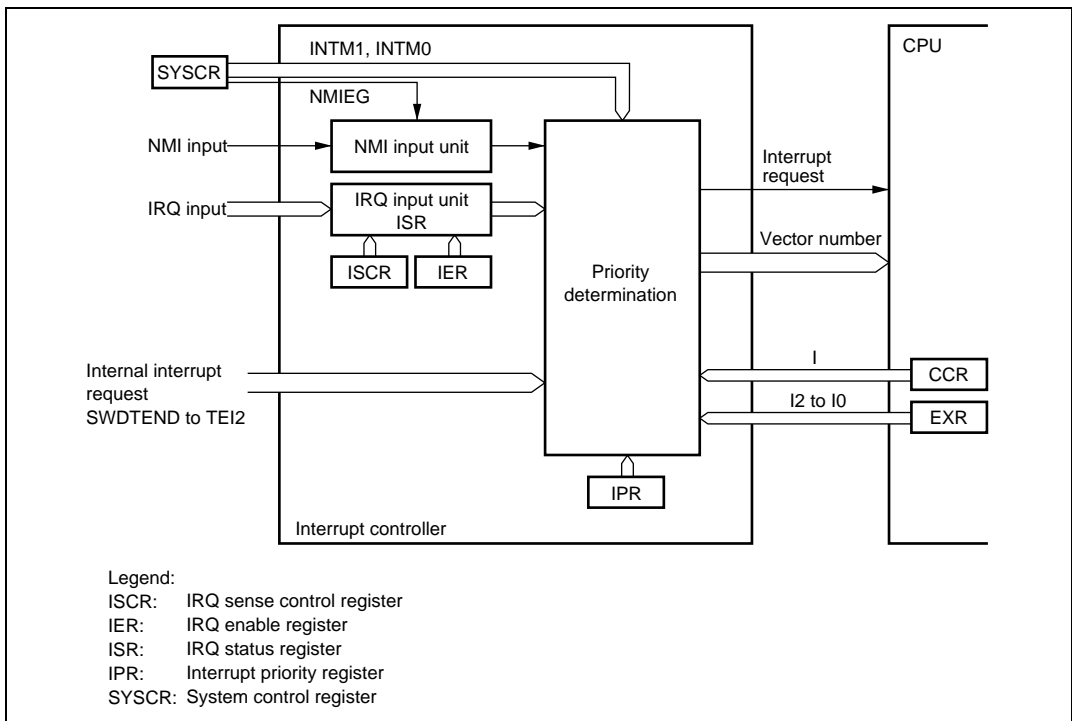 INTM1, INTM0
CPU
SYSCR
NMIEG
NMI input
NMI input unit
Interrupt
request
IRQ input
IRQ input unit
ISR
Vector number
ISCR
IER
Priority
determination
Internal interrupt
request
SWDTEND to TEI2
I
CCR
I2 to I0
EXR
IPR
Interrupt controller
Legend:
ISCR: IRQ sense control register
IER: IRQ enable register
ISR: IRQ status register
IPR: Interrupt priority register
SYSCR: System control register